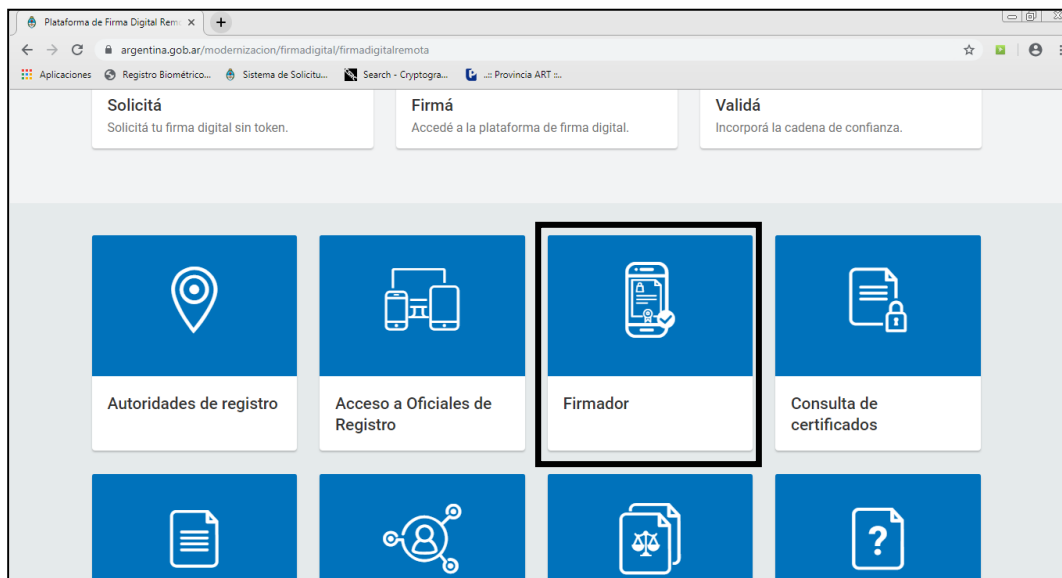 Plataforma de Firma Digital Rem
argentina.gob.ar/modernizacion/firmadigital/firmadigitalremota
Aplicaciones Registro Biométrico... Sistema de Solicitu... Search - Cryptogra... ..:: Provincia ART ::..
Solicitá Firmá Validá
Solicitá tu firma digital sin token. Accedé a la plataforma de firma digital. Incorporá la cadena de confianza.
Autoridades de registro
Acceso a Oficiales de
Registro
Firmador
Consulta de
certificados
?